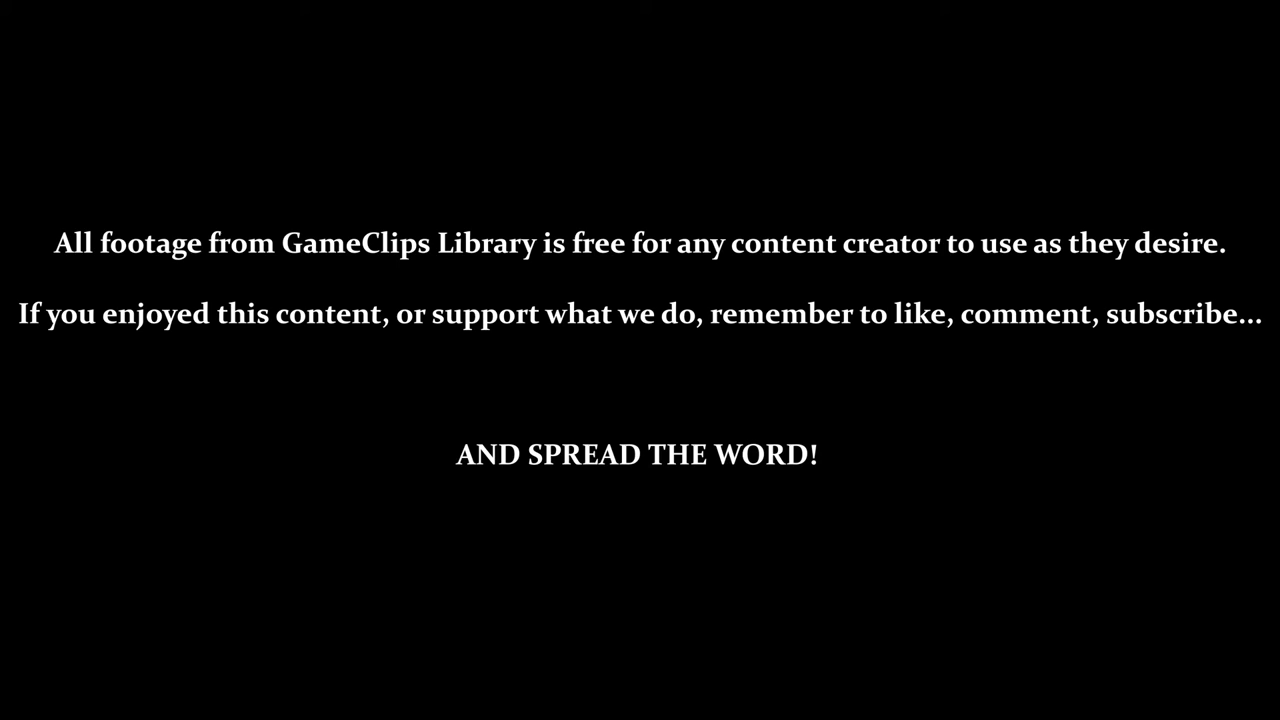 All footage from GameClips Library is free for any content creator to use as they desire.
If you enjoyed this content, or support what we do, remember to like, comment, subscribe...
AND SPREAD THE WORD!